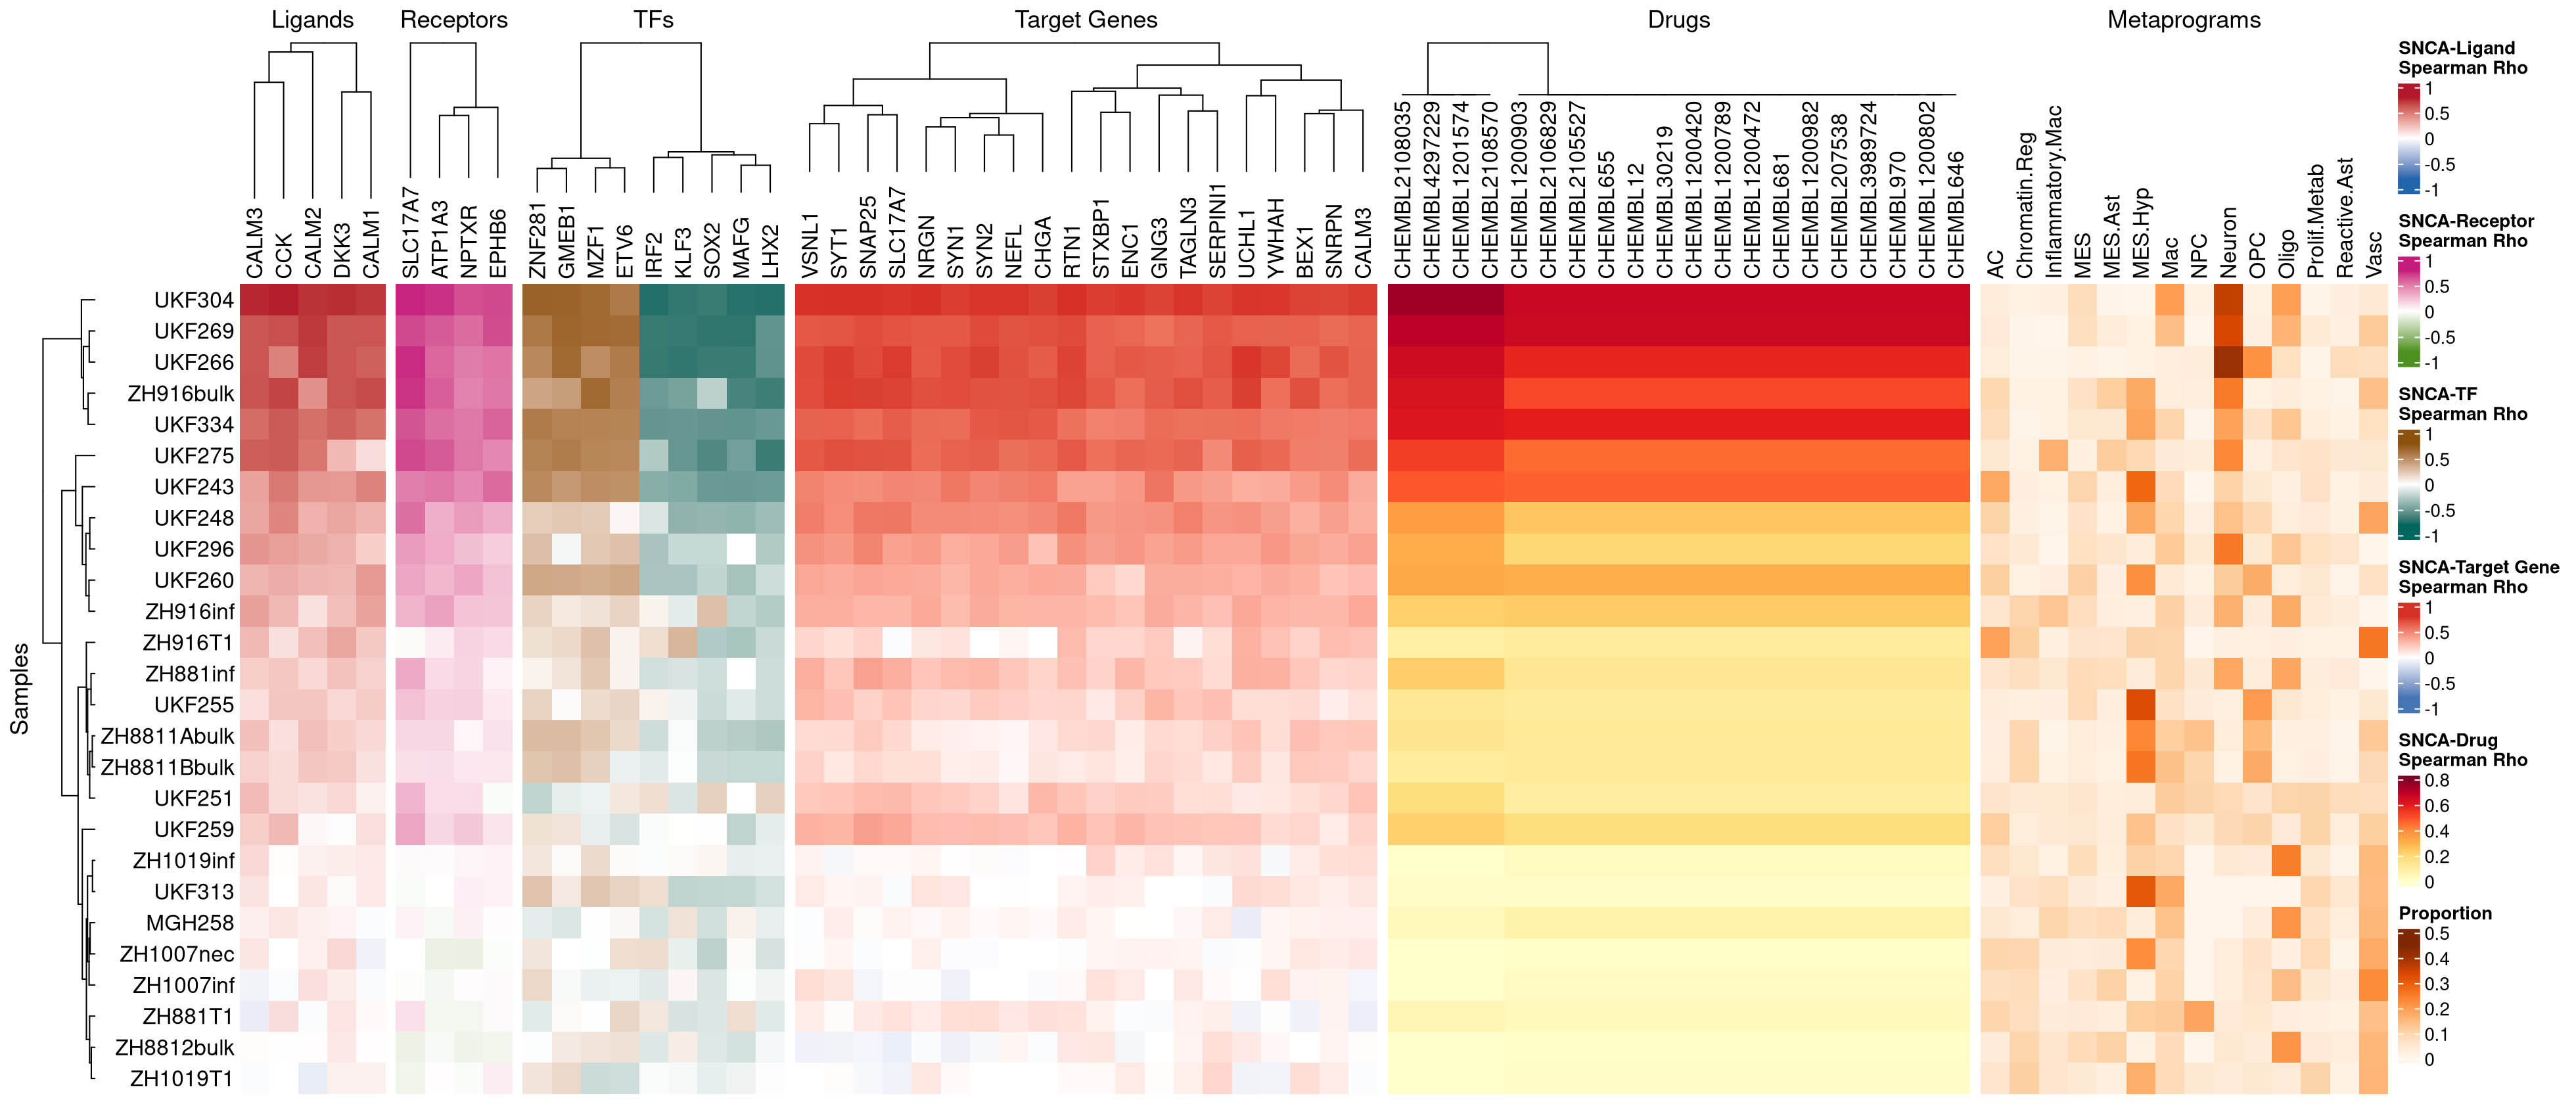 Ligands
Receptors
TFs
Target Genes
Drugs
Metaprograms
CALM3
CCK
CALM2
DKK3
CALM1
SLC17A7
ATP1A3
NPTXR
EPHB6
ZNF281
GMEB1
MZF1
ETV6
IRF2
KLF3
SOX2
MAFG
LHX2
VSNL1
SYT1
SNAP25
SLC17A7
NRGN
SYN1
SYN2
NEFL
CHGA
RTN1
STXBP1
ENC1
GNG3
TAGLN3
SERPINI1
UCHL1
YWHAH
BEX1
SNRPN
CALM3
CHEMBL2108035
CHEMBL4297229
CHEMBL1201574
CHEMBL2108570
CHEMBL1200903
CHEMBL2106829
CHEMBL2105527
CHEMBL655
CHEMBL12
CHEMBL30219
CHEMBL1200420
CHEMBL1200789
CHEMBL1200472
CHEMBL681
CHEMBL1200982
CHEMBL207538
CHEMBL3989724
CHEMBL970
CHEMBL1200802
CHEMBL646
AC
Chromatin.Reg
Inflammatory.Mac
MES
MES.Ast
MES.Hyp
Mac
NPC
Neuron
OPC
Oligo
Prolif.Metab
Reactive.Ast
Vasc
Samples
UKF304
UKF269
UKF266
ZH916bulk
UKF334
UKF275
UKF243
UKF248
UKF296
UKF260
ZH916inf
ZH916T1
ZH881inf
UKF255
ZH8811Abulk
ZH8811Bbulk
UKF251
UKF259
ZH1019inf
UKF313
MGH258
ZH1007nec
ZH1007inf
ZH881T1
ZH8812bulk
ZH1019T1
SNCA-Ligand
Spearman Rho
1
0.5
0
-0.5
-1
SNCA-Receptor
Spearman Rho
1
0.5
0
-0.5
-1
SNCA-TF
Spearman Rho
1
0.5
0
-0.5
-1
SNCA-Target Gene
Spearman Rho
1
0.5
0
-0.5
-1
SNCA-Drug
Spearman Rho
0.8
0.6
0.4
0.2
0
Proportion
0.5
0.4
0.3
0.2
0.1
0